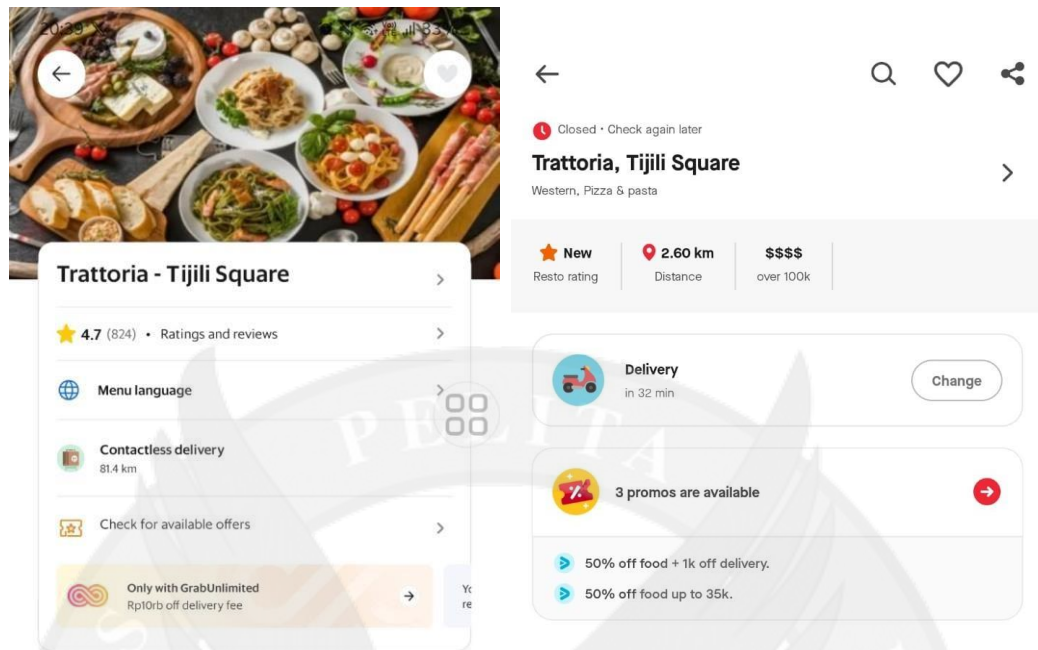 20:39
Trattoria - Tijili Square
4.7 (824) • Ratings and reviews
Menu language
Contactless delivery
81.4 km
Check for available offers
Only with GrabUnlimited
Rp10rb off delivery fee
Closed • Check again later
Trattoria, Tijili Square
Western, Pizza & pasta
New
Resto rating
2.60 km
Distance
$$$$
over 100k
Delivery
in 32 min
Change
3 promos are available
50% off food + 1k off delivery.
50% off food up to 35k.
PELITA